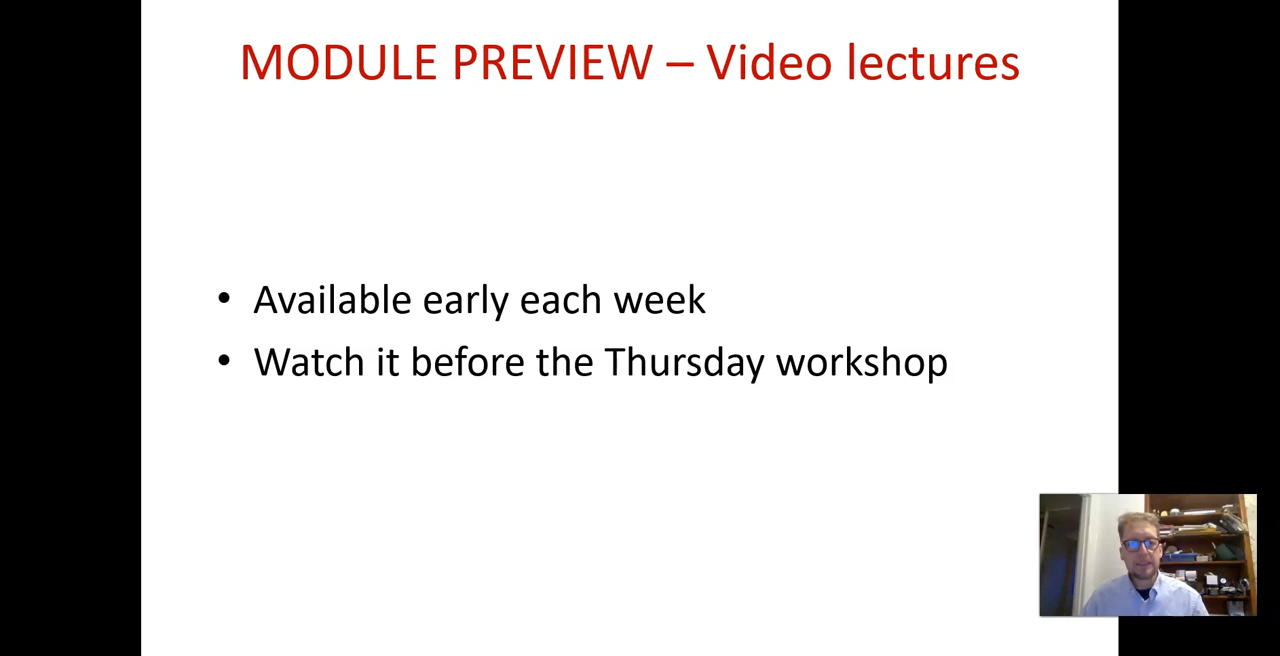 MODULE PREVIEW – Video lectures
• Available early each week
• Watch it before the Thursday workshop